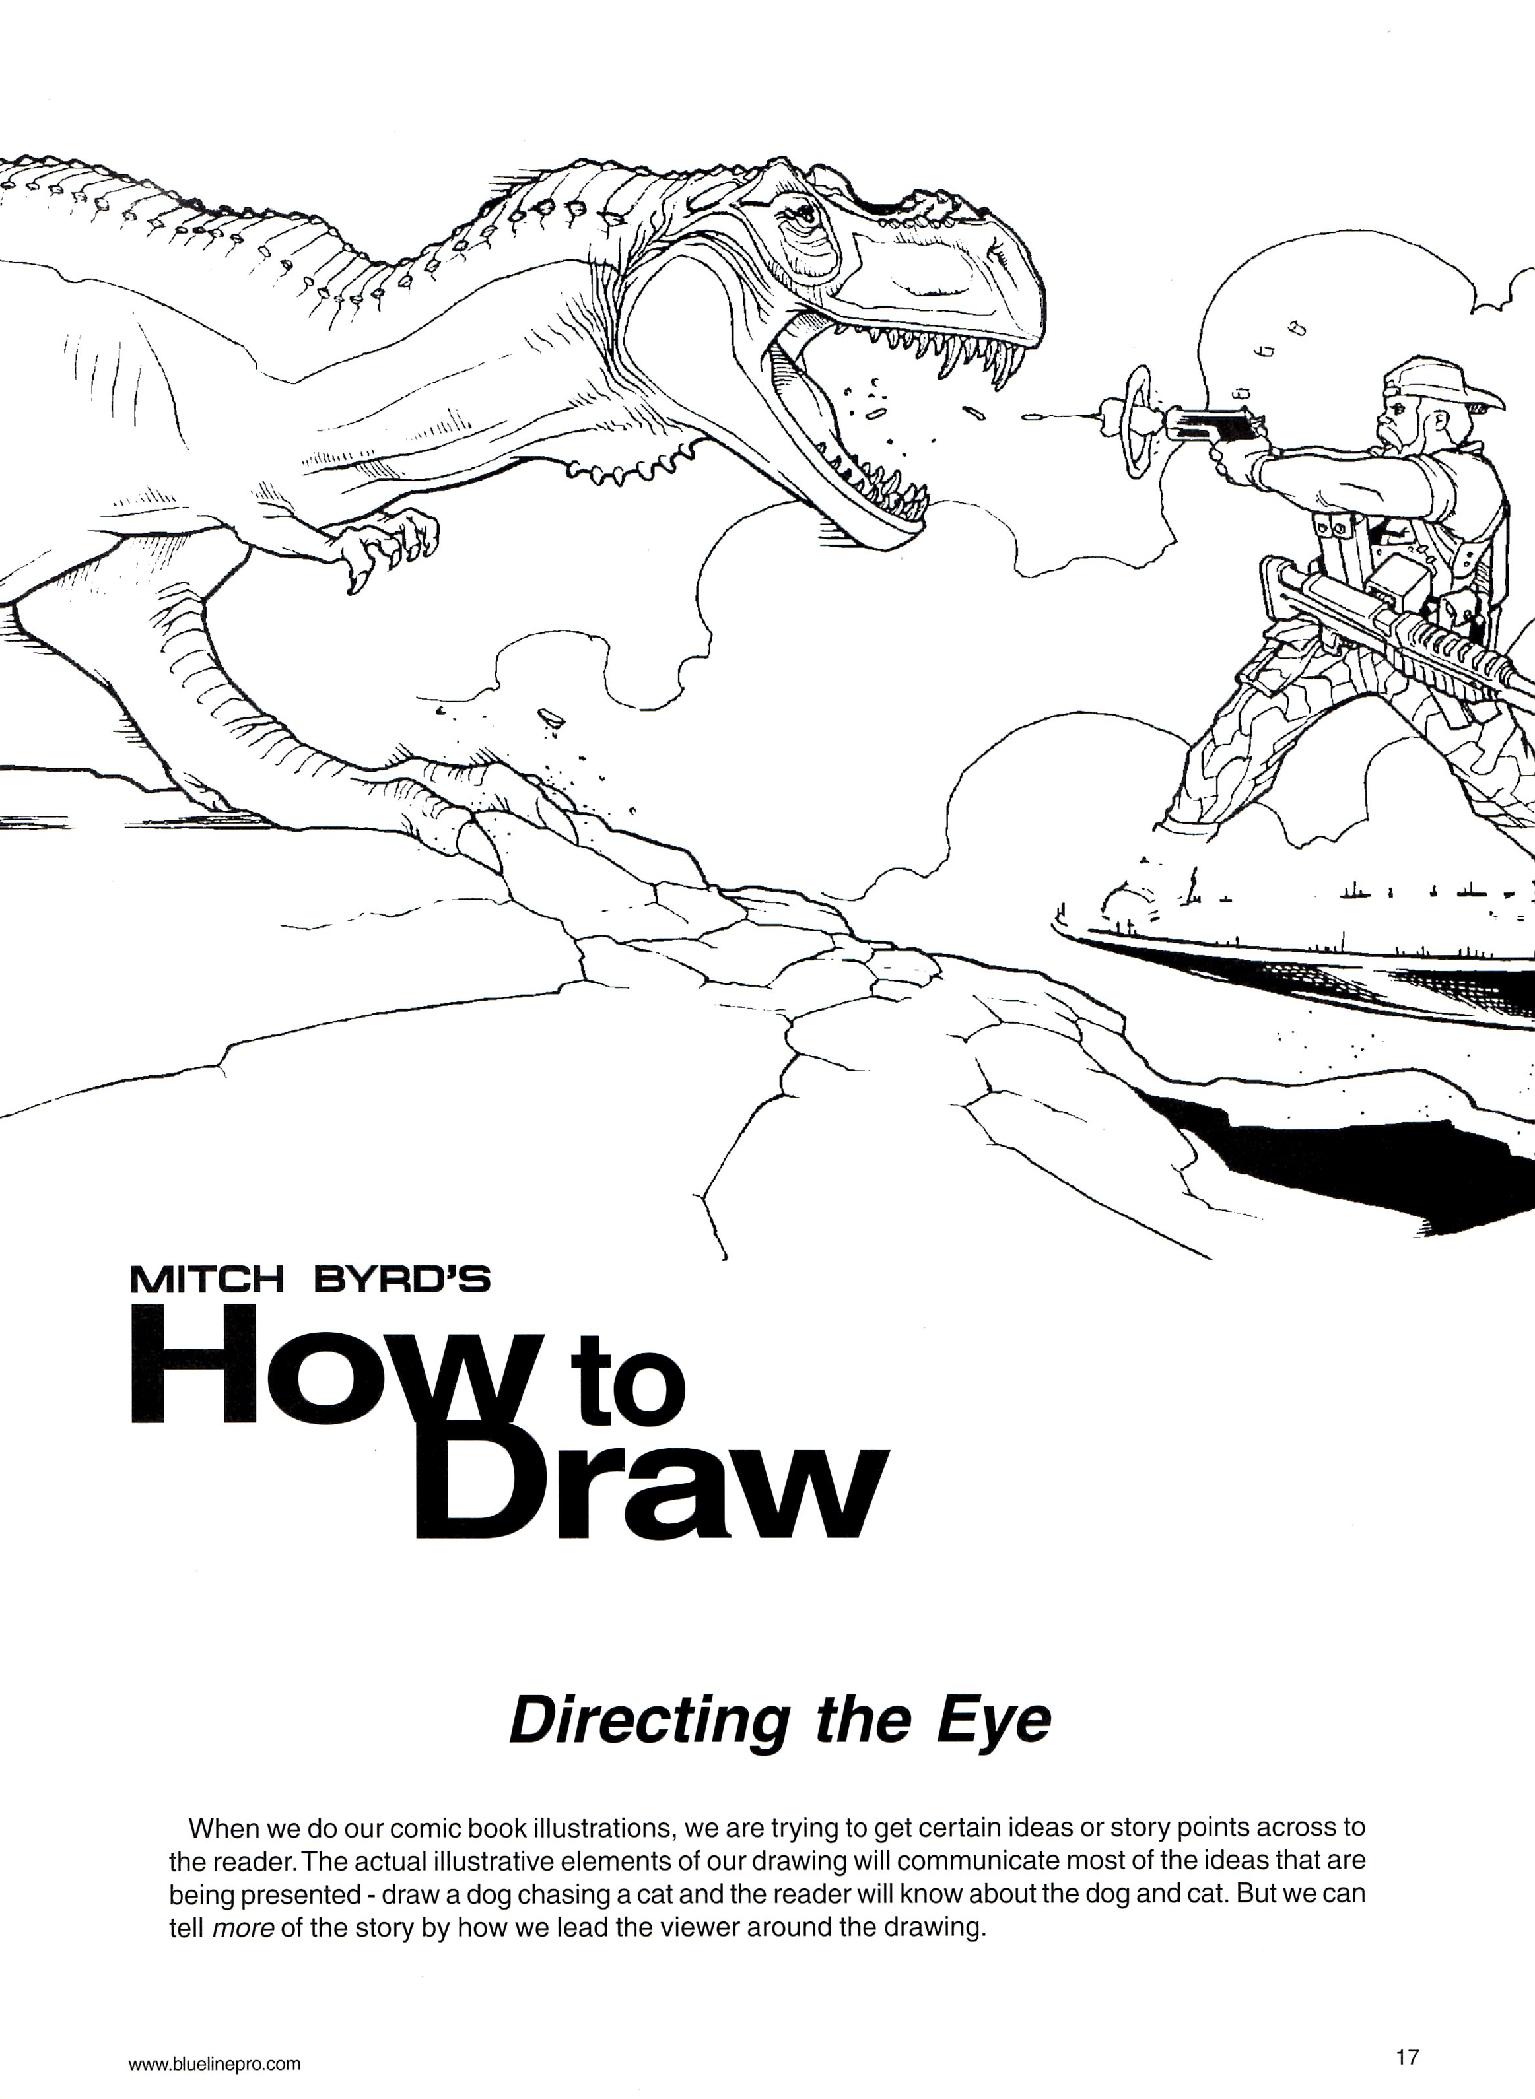 MITCH BYRD'S
How to
Draw
Directing the Eye
When we do our comic book illustrations, we are trying to get certain ideas or story points across to
the reader. The actual illustrative elements of our drawing will communicate most of the ideas that are
being presented - draw a dog chasing a cat and the reader will know about the dog and cat. But we can
tell more of the story by how we lead the viewer around the drawing.
www.bluelinepro.com
17